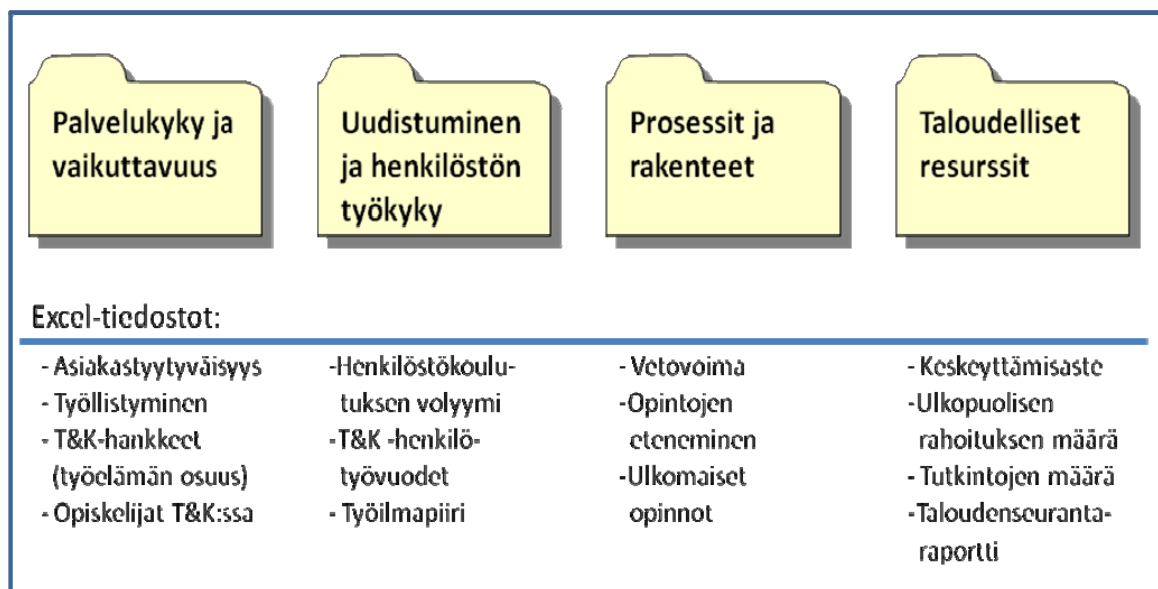 Palvelukyky ja
vaikuttavuus
Uudistuminen
ja henkilöstön
työkyky
Prosessit ja
rakenteet
Taloudelliset
resurssit
Excel-tiedostot:
- Asiakastyytyväisyys
- Työllistyminen
- T&K-hankkeet
(työelämän osuus)
- Opiskelijat T&K:ssa
-Henkilöstökoulu-
tuksen volyymi
-T&K -henkilö-
työvuodet
- Työilmapiiri
- Vetovoima
-Opintojen
eteneminen
-Ulkomaiset
opinnot
- Keskeyttämisaste
-Ulkopuolisen
rahoituksen määrä
- Tutkintojen määrä
-Taloudenseuranta-
raportti